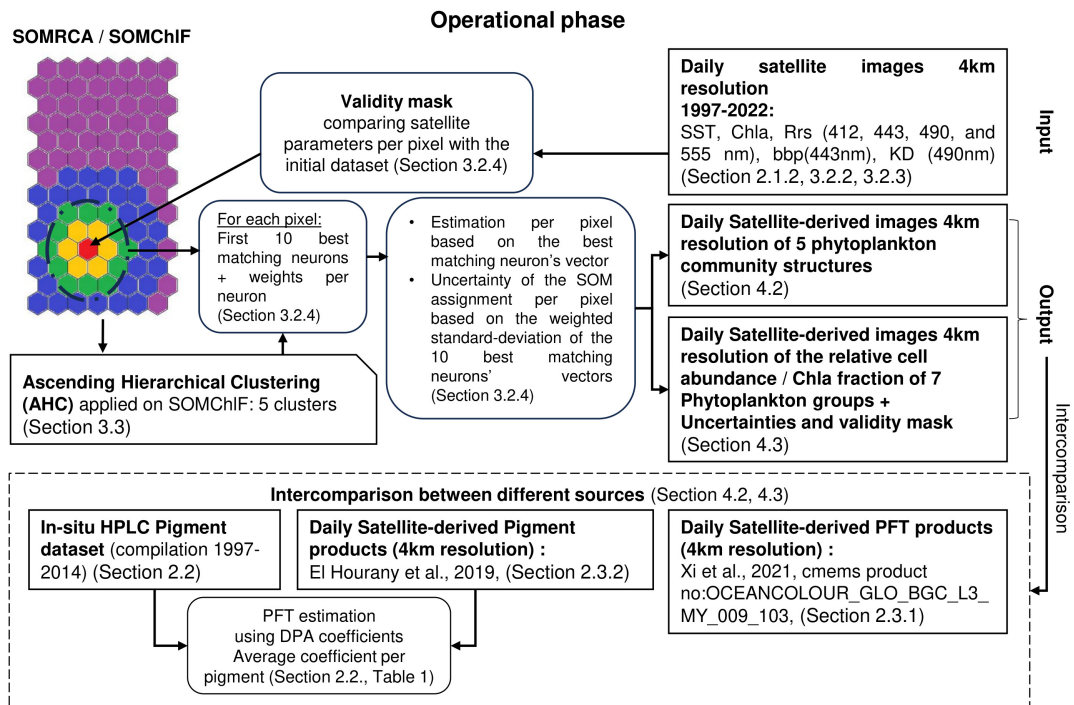 Operational phase
SOMRCA / SOMChlF
Validity mask
comparing satellite
parameters per pixel with the
initial dataset (Section 3.2.4)
Daily satellite images 4km
resolution
1997-2022:
SST, Chla, Rrs (412, 443, 490, and
555 nm), bbp(443nm), KD (490nm)
(Section 2.1.2, 3.2.2, 3.2.3)
Input
For each pixel:
First 10 best
matching neurons
+ weights per
neuron
(Section 3.2.4)
• Estimation per pixel
based on the best
matching neuron's vector
• Uncertainty of the SOM
assignment per pixel
based on the weighted
standard-deviation of the
10 best matching
neurons' vectors
(Section 3.2.4)
Daily Satellite-derived images 4km
resolution of 5 phytoplankton
community structures
(Section 4.2)
Daily Satellite-derived images 4km
resolution of the relative cell
abundance / Chla fraction of 7
Phytoplankton groups +
Uncertainties and validity mask
(Section 4.3)
Output
Ascending Hierarchical Clustering
(AHC) applied on SOMChlF: 5 clusters
(Section 3.3)
Intercomparison
Intercomparison between different sources (Section 4.2, 4.3)
In-situ HPLC Pigment
dataset (compilation 1997-
2014) (Section 2.2)
Daily Satellite-derived Pigment
products (4km resolution) :
El Hourany et al., 2019, (Section 2.3.2)
Daily Satellite-derived PFT products
(4km resolution) :
Xi et al., 2021, cmems product
no:OCEANCOLOUR_GLO_BGC_L3_
MY_009_103, (Section 2.3.1)
PFT estimation
using DPA coefficients
Average coefficient per
pigment (Section 2.2., Table 1)